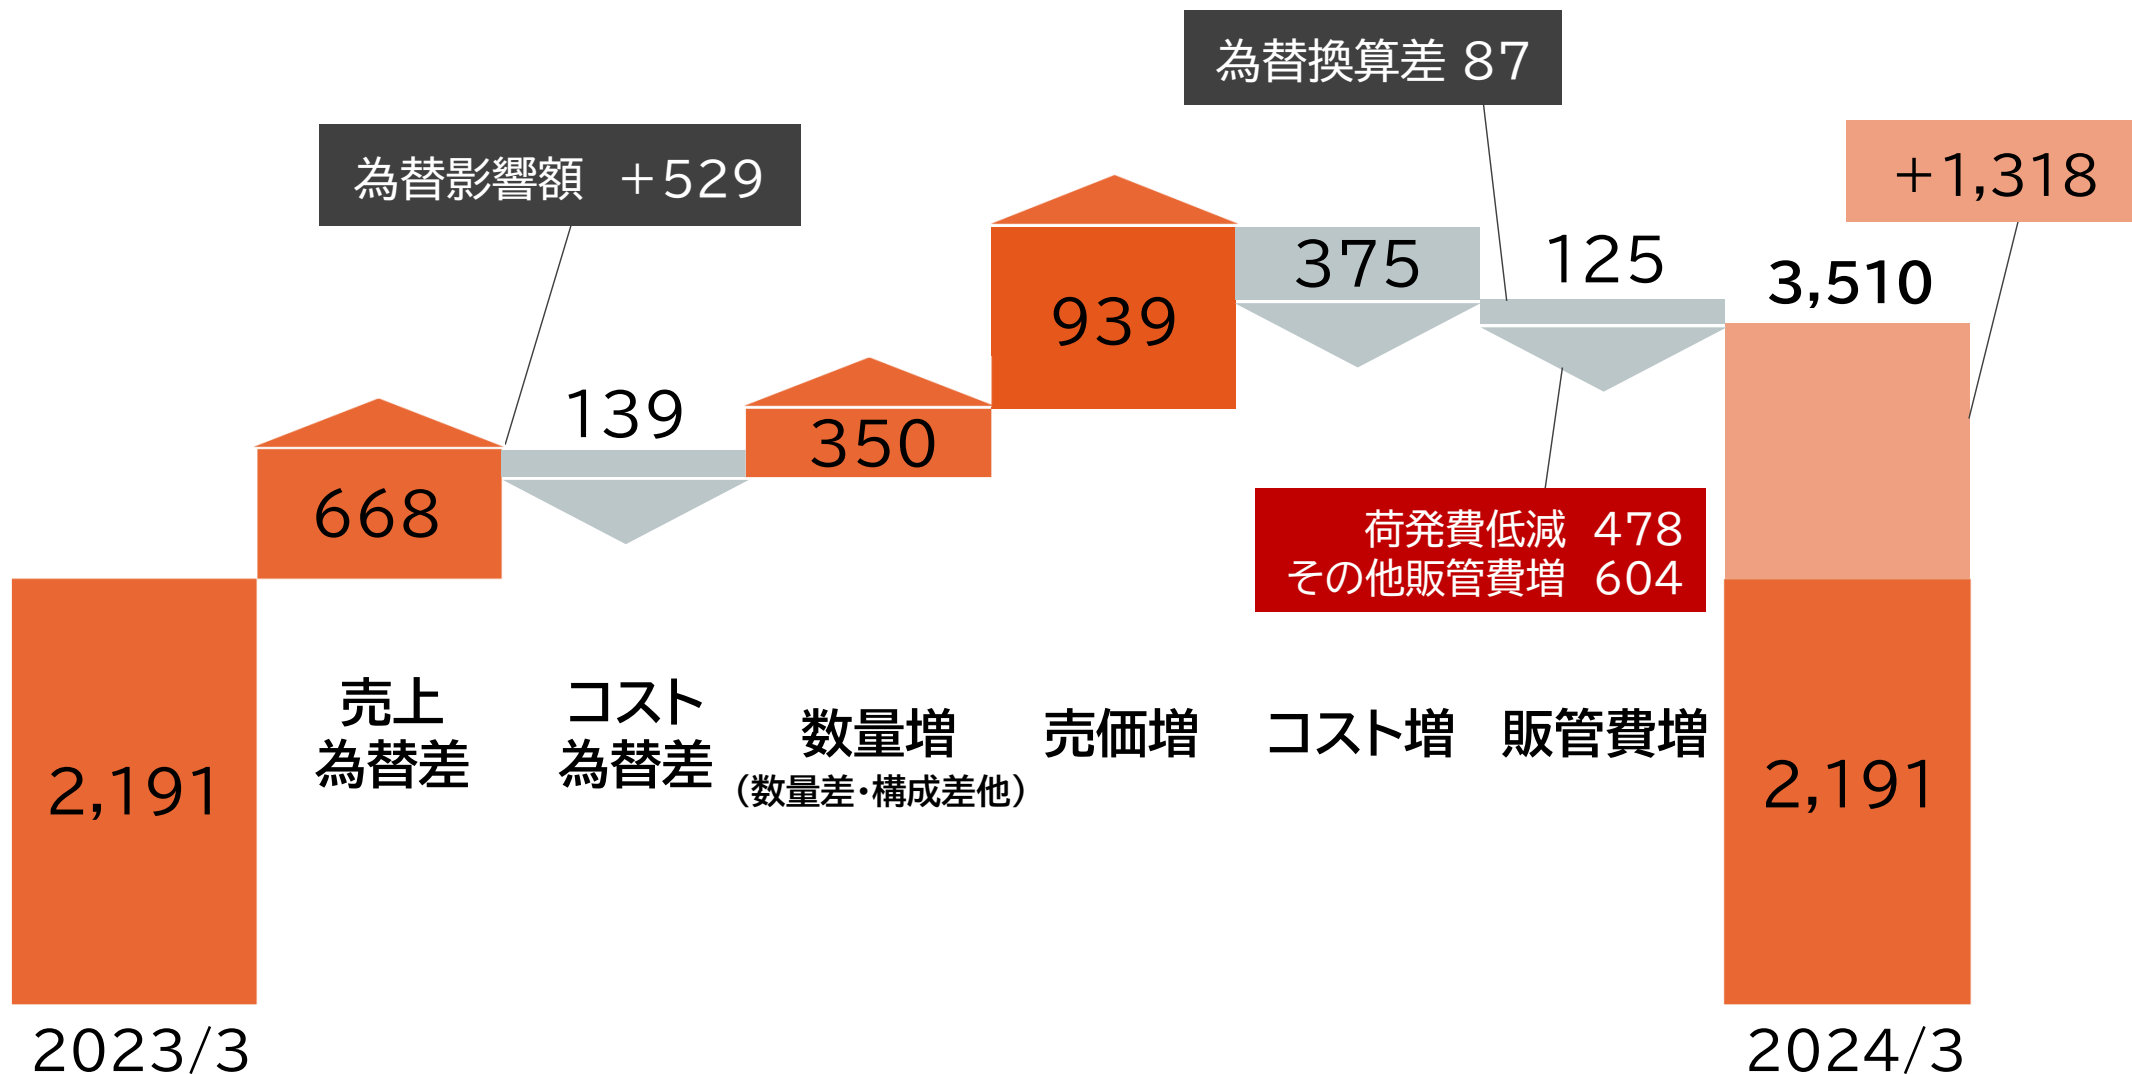 為替換算差 87
為替影響額 +529
+1,318
3,510
125
375
939
139
350
668
荷発費低減 478
その他販管費増 604
2,191
売上
為替差
コスト
為替差
数量増
(数量差・構成差他)
売価増
コスト増
販管費増
2,191
2023/3
2024/3